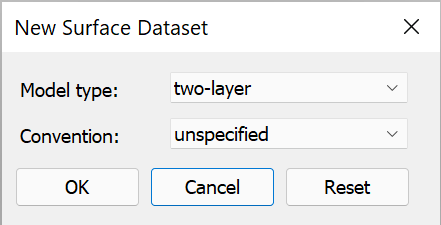 New Surface Dataset
Model type: two-layer
Convention: unspecified
OK Cancel Reset